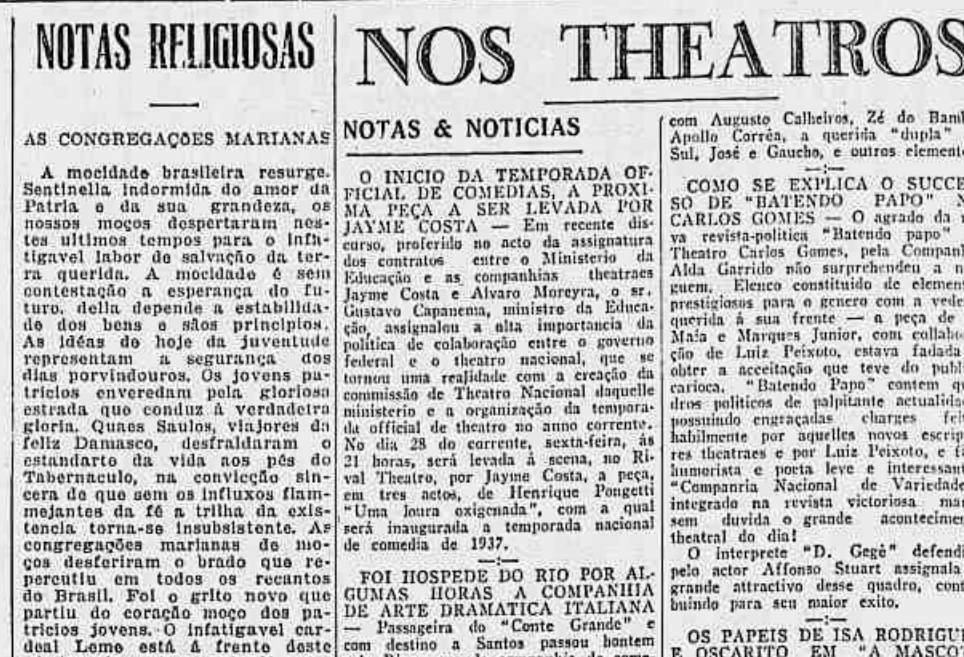 NOTAS RELIGIOSAS
AS CONGREGAÇÕES MARIANAS
A mocidade brasileira resurge.
Sentinella indormida do amor da
Patria e da sua grandeza, os
nossos moços despertaram nes-
tes ultimos tempos para o infa-
tigavel labor de salvação da ter-
ra querida. A mocidade é sem
contestação a esperança do fu-
turo, della depende a estabilida-
de dos bens e sãos principios.
As idéas de hoje da juventude
representam a segurança dos
dias porvindouros. Os jovens pa-
tricios enveredam pela gloriosa
estrada que conduz á verdadeira
gloria. Quaes Saulos, viajores da
feliz Damasco, desfraldaram o
estandarte da vida aos pés do
Tabernaculo, na convicção sin-
cera de que sem os influxos flam-
mejantes da fé a trilha da exis-
tencia torna-se insubsistente. As
congregações marianas de mo-
ços desferiram o brado que re-
percutiu em todos os recantos
do Brasil. Foi o grito novo que
partiu do coração moço dos pa-
tricios jovens. O infatigavel car-
deal Leme está á frente deste
NOS THEATROS
NOTAS & NOTICIAS
O INICIO DA TEMPORADA OF-
FICIAL DE COMEDIAS, A PROXI-
MA PEÇA A SER LEVADA POR
JAYME COSTA — Em recente dis-
curso, proferido no acto da assignatura
dos contratos entre o Ministerio da
Educação e as companhias theatraes
Jayme Costa e Alvaro Moreyra, o sr.
Gustavo Capanema, ministro da Educa-
ção, assignalou a alta importancia da
politica de colaboração entre o governo
federal e o theatro nacional, que se
tornou uma realidade com a creação da
commissão de Theatro Nacional daquelle
ministerio e a organização da tempora-
da official de theatro no anno corrente.
No dia 28 do corrente, sexta-feira, ás
21 horas, será levada á scena, no Ri-
val Theatro, por Jayme Costa, a peça,
em tres actos, de Henrique Pongetti
"Uma loura oxigenada", com a qual
será inaugurada a temporada nacional
de comedia de 1937.
—:—
FOI HOSPEDE DO RIO POR AL-
GUMAS HORAS A COMPANHIA
DE ARTE DRAMATICA ITALIANA
— Passageira do "Conte Grande" e
com destino a Santos passou hontem
com Augusto Calheiros, Zé do
Apollo Corrêa, a querida "dupla"
Sul, José e Gaucho, e outros
—:—
COMO SE EXPLICA O SUCCE
SO DE "BATENDO PAPO" N
CARLOS GOMES — O agrado da
va revista-politica "Batendo papo"
Theatro Carlos Gomes, pela
Alda Garrido não surprehendeu a
guem. Elenco constituido de
prestigiosos para o genero com a
querida á sua frente — a peça de
Maia e Marques Junior, com
ção de Luiz Peixoto, estava fadada
obter a acceitação que teve do
carioca. "Batendo Papo" contem
dros politicos de palpitante
possuindo engraçadas charges
habilmente por aquelles novos
res theatraes e por Luiz Peixoto, e
humorista e poeta leve e
"Companhia Nacional de
integrado na revista victoriosa
sem duvida o grande
theatral do dia!
O interprete "D. Gegê"
pelo actor Affonso Stuart assignala
grande attractivo desse quadro,
buindo para seu maior exito.
—:—
OS PAPEIS DE ISA
E OSCARITO EM "A